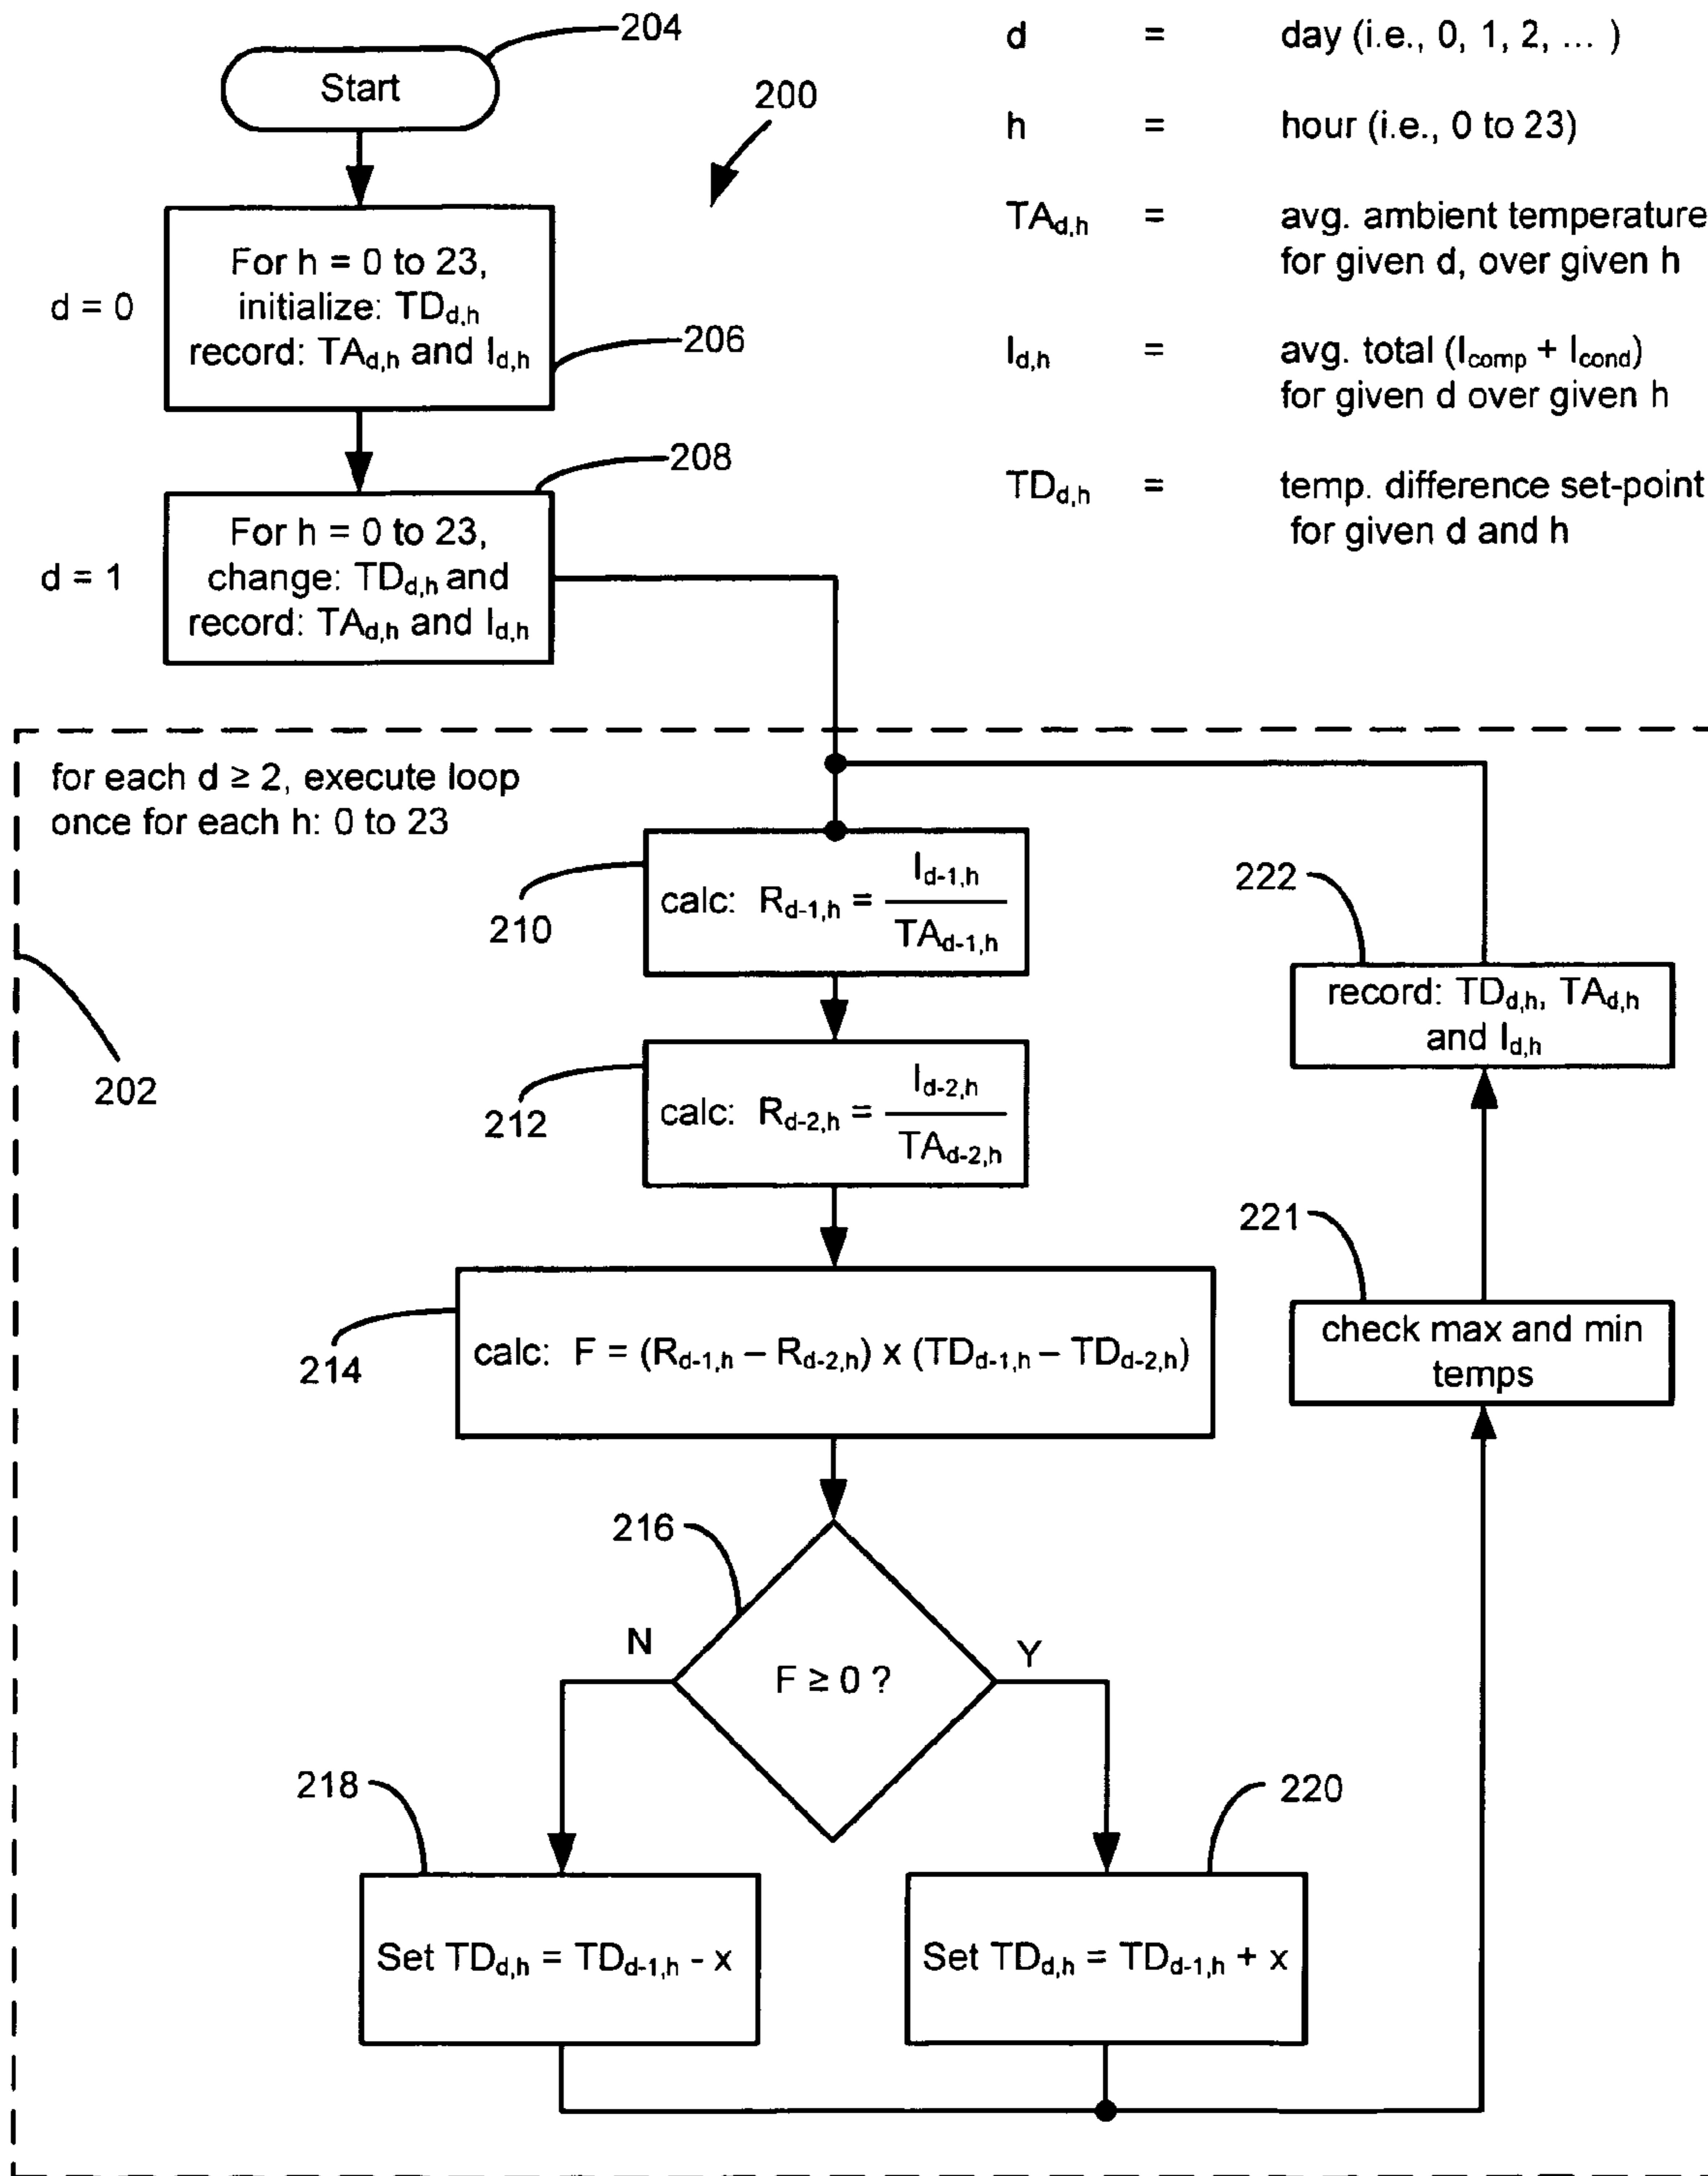 204
Start
200
d = day (i.e., 0, 1, 2, ... )
h = hour (i.e., 0 to 23)
TAd,h = avg. ambient temperature
for given d, over given h
Id,h = avg. total (Icomp + Icond)
for given d over given h
TDd,h = temp. difference set-point
for given d and h
d = 0
For h = 0 to 23,
initialize: TDd,h
record: TAd,h and Id,h
206
208
d = 1
For h = 0 to 23,
change: TDd,h and
record: TAd,h and Id,h
for each d ≥ 2, execute loop
once for each h: 0 to 23
202
210
calc: Rd-1,h = Id-1,h / TAd-1,h
212
calc: Rd-2,h = Id-2,h / TAd-2,h
214
calc: F = (Rd-1,h – Rd-2,h) x (TDd-1,h – TDd-2,h)
216
F ≥ 0 ?
N
Y
218
Set TDd,h = TDd-1,h - x
220
Set TDd,h = TDd-1,h + x
221
check max and min
temps
222
record: TDd,h, TAd,h
and Id,h